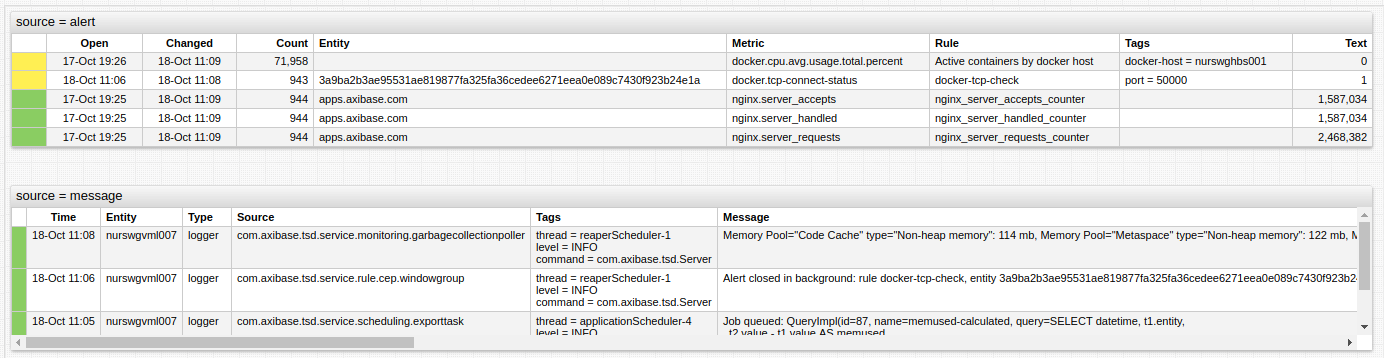 source = alert
Open Changed Count Entity Metric Rule Tags Text
17-Oct 19:26 18-Oct 11:09 71,958 docker.cpu.avg.usage.total.percent Active containers by docker host docker-host = nurswghbs001 0
18-Oct 11:06 18-Oct 11:08 943 3a9ba2b3ae95531ae819877fa325fa36cedee6271eea0e089c7430f923b24e1a docker.tcp-connect-status docker-tcp-check port = 50000 1
17-Oct 19:25 18-Oct 11:09 944 apps.axibase.com nginx.server_accepts nginx_server_accepts_counter 1,587,034
17-Oct 19:25 18-Oct 11:09 944 apps.axibase.com nginx.server_handled nginx_server_handled_counter 1,587,034
17-Oct 19:25 18-Oct 11:09 944 apps.axibase.com nginx.server_requests nginx_server_requests_counter 2,468,382
source = message
Time Entity Type Source Tags Message
18-Oct 11:08 nurswgvml007 logger com.axibase.tsd.service.monitoring.garbagecollectionpoller thread = reaperScheduler-1 Memory Pool="Code Cache" type="Non-heap memory": 114 mb, Memory Pool="Metaspace" type="Non-heap memory": 122 mb,
level = INFO
command = com.axibase.tsd.Server
18-Oct 11:06 nurswgvml007 logger com.axibase.tsd.service.rule.cep.windowgroup thread = reaperScheduler-1 Alert closed in background: rule docker-tcp-check, entity 3a9ba2b3ae95531ae819877fa325fa36cedee6271eea0e089c7430f923b2
level = INFO
command = com.axibase.tsd.Server
18-Oct 11:05 nurswgvml007 logger com.axibase.tsd.service.scheduling.exporttask thread = applicationScheduler-4 Job queued: QueryImpl(id=87, name=memused-calculated, query=SELECT datetime, t1.entity,
level = INFO t2.value - t1.value AS memused